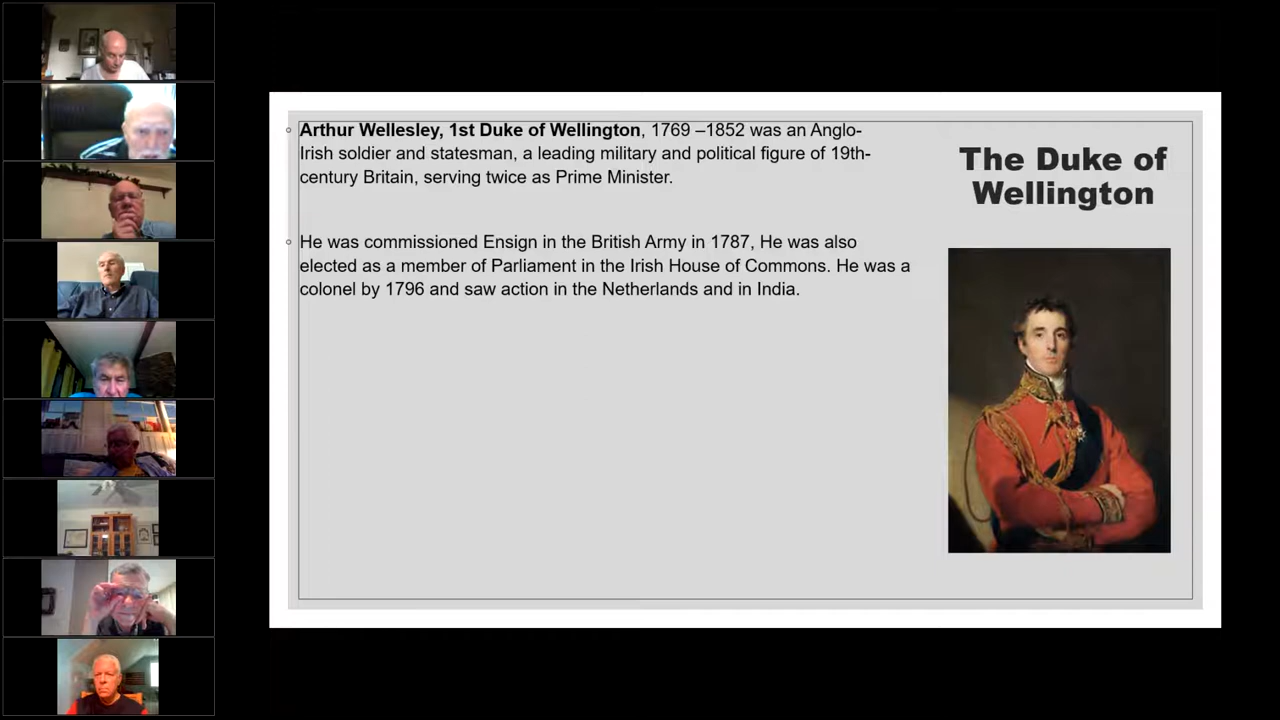 Arthur Wellesley, 1st Duke of Wellington, 1769 –1852 was an Anglo-
Irish soldier and statesman, a leading military and political figure of 19th-
century Britain, serving twice as Prime Minister.
He was commissioned Ensign in the British Army in 1787, He was also
elected as a member of Parliament in the Irish House of Commons. He was a
colonel by 1796 and saw action in the Netherlands and in India.
The Duke of
Wellington